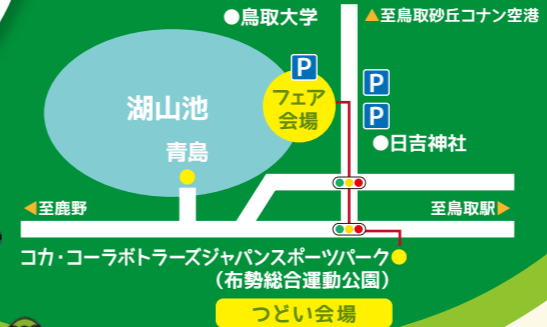 ●鳥取大学
▲至鳥取砂丘コナン空港
P
フェア
会場
P
P
湖山池
青島
●日吉神社
◀至鹿野
至鳥取駅▶
コカ・コーラボトラーズジャパンスポーツパーク
（布勢総合運動公園）
つどい会場